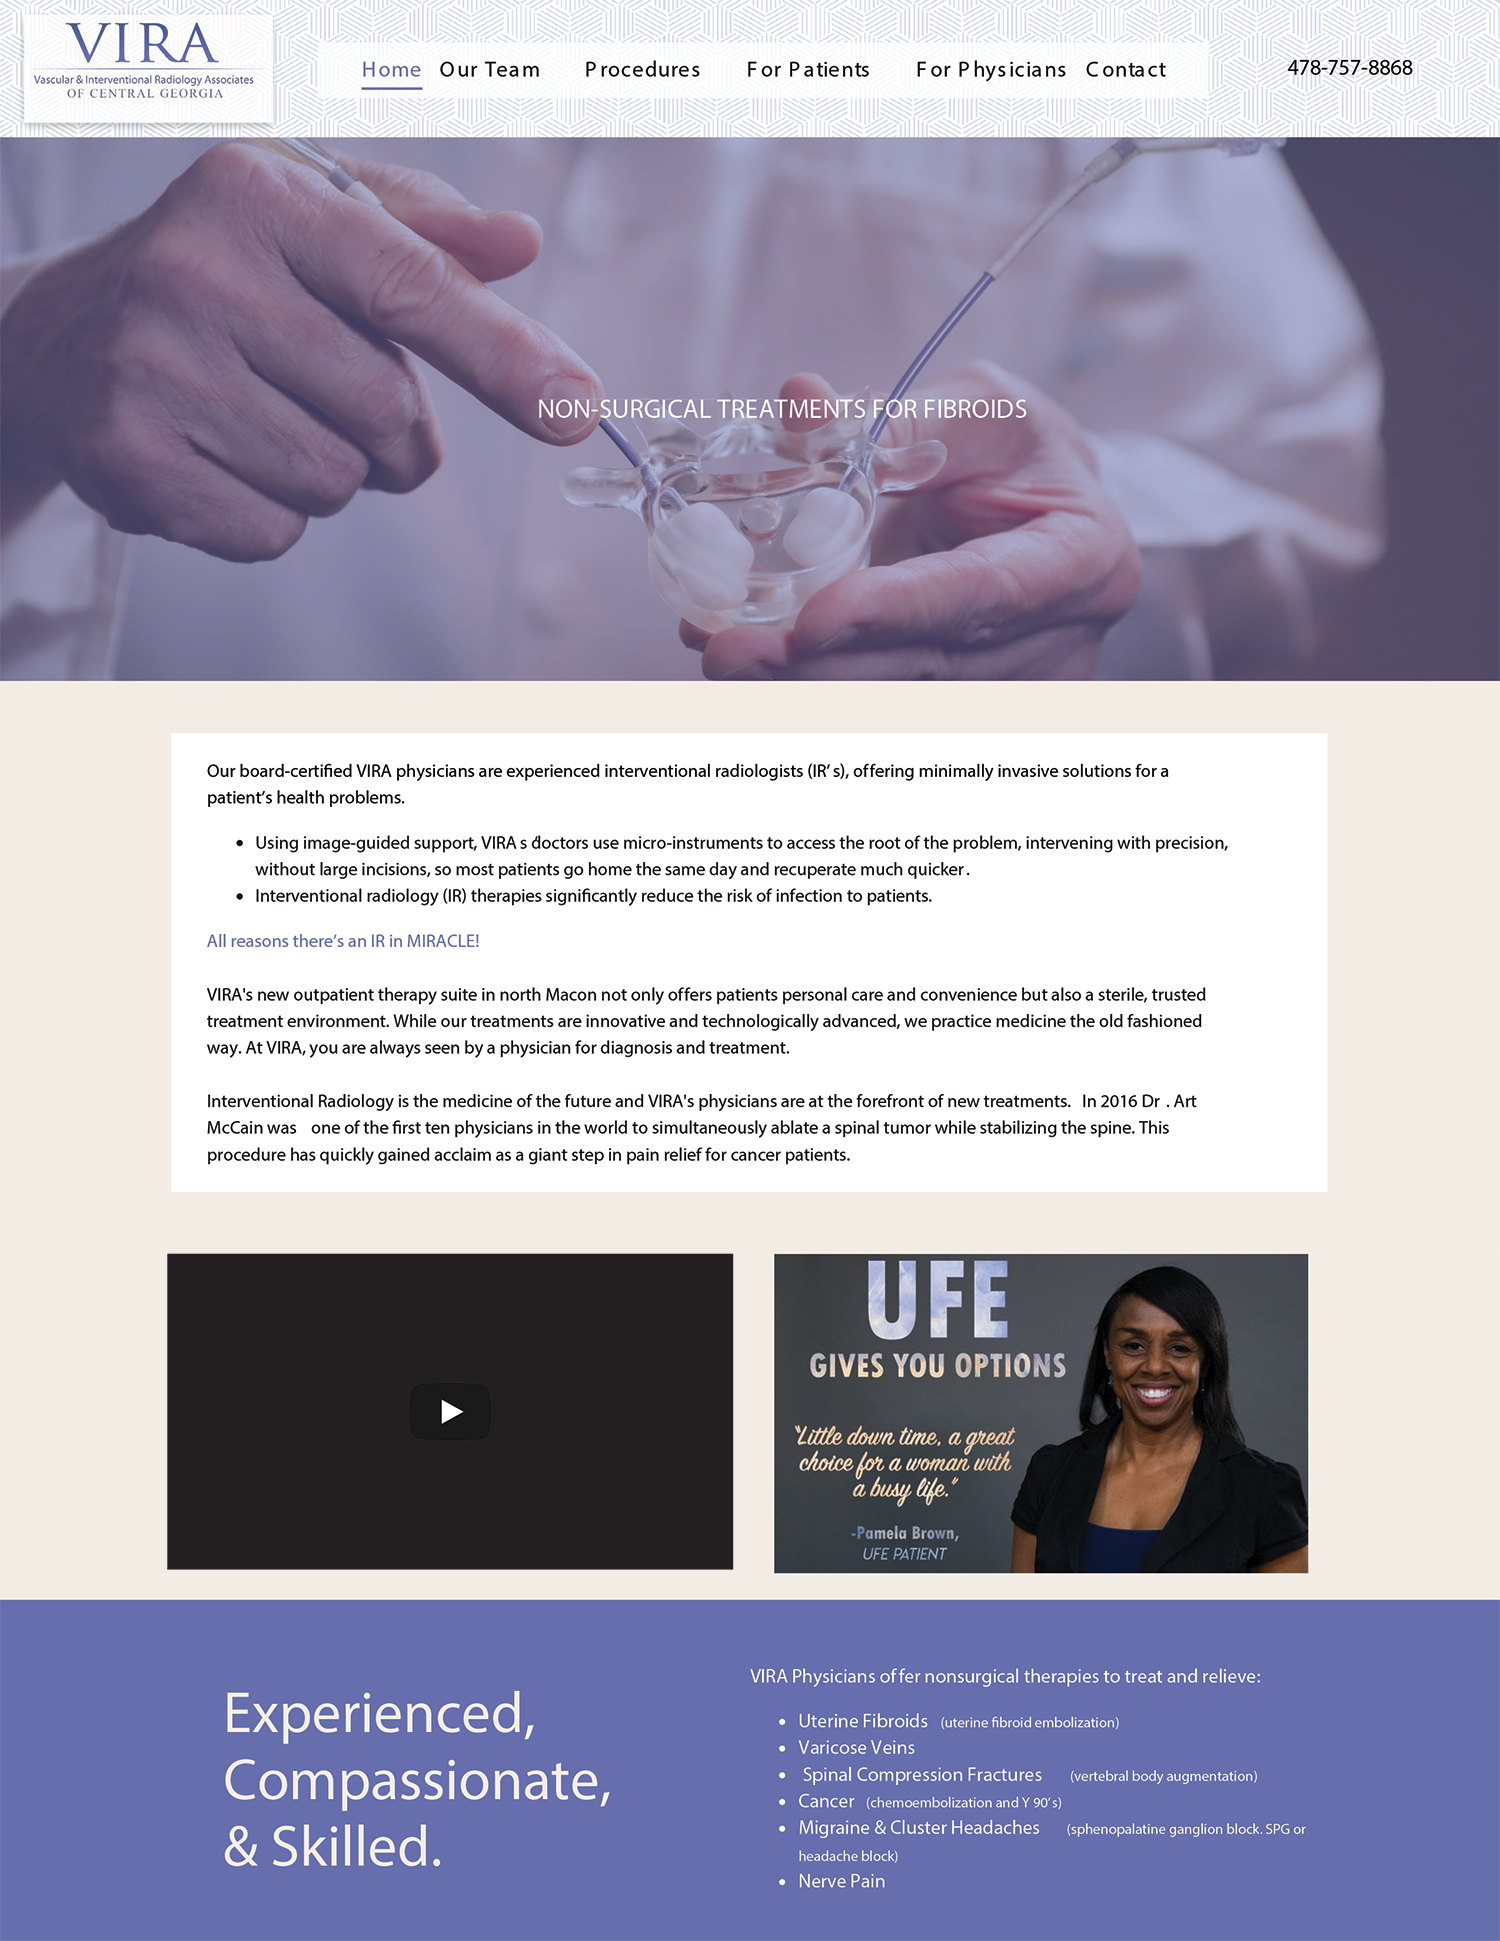 VIRA
Vascular & Interventional Radiology Associates
OF CENTRAL GEORGIA
Home Our Team Procedures For Patients For Physicians Contact
478-757-8868
NON-SURGICAL TREATMENTS FOR FIBROIDS
Our board-certified VIRA physicians are experienced interventional radiologists (IR’s), offering minimally invasive solutions for a
patient’s health problems.
• Using image-guided support, VIRA s ’doctors use micro-instruments to access the root of the problem, intervening with precision,
without large incisions, so most patients go home the same day and recuperate much quicker.
• Interventional radiology (IR) therapies significantly reduce the risk of infection to patients.
All reasons there’s an IR in MIRACLE!
VIRA's new outpatient therapy suite in north Macon not only offers patients personal care and convenience but also a sterile, trusted
treatment environment. While our treatments are innovative and technologically advanced, we practice medicine the old fashioned
way. At VIRA, you are always seen by a physician for diagnosis and treatment.
Interventional Radiology is the medicine of the future and VIRA's physicians are at the forefront of new treatments. In 2016 Dr . Art
McCain was one of the first ten physicians in the world to simultaneously ablate a spinal tumor while stabilizing the spine. This
procedure has quickly gained acclaim as a giant step in pain relief for cancer patients.
UFE
GIVES YOU OPTIONS
"Little down time, a great
choice for a woman with
a busy life."
-Pamela Brown,
UFE PATIENT
Experienced,
Compassionate,
& Skilled.
VIRA Physicians offer nonsurgical therapies to treat and relieve:
• Uterine Fibroids (uterine fibroid embolization)
• Varicose Veins
• Spinal Compression Fractures (vertebral body augmentation)
• Cancer (chemoembolization and Y 90’s)
• Migraine & Cluster Headaches (sphenopalatine ganglion block. SPG or
headache block)
• Nerve Pain